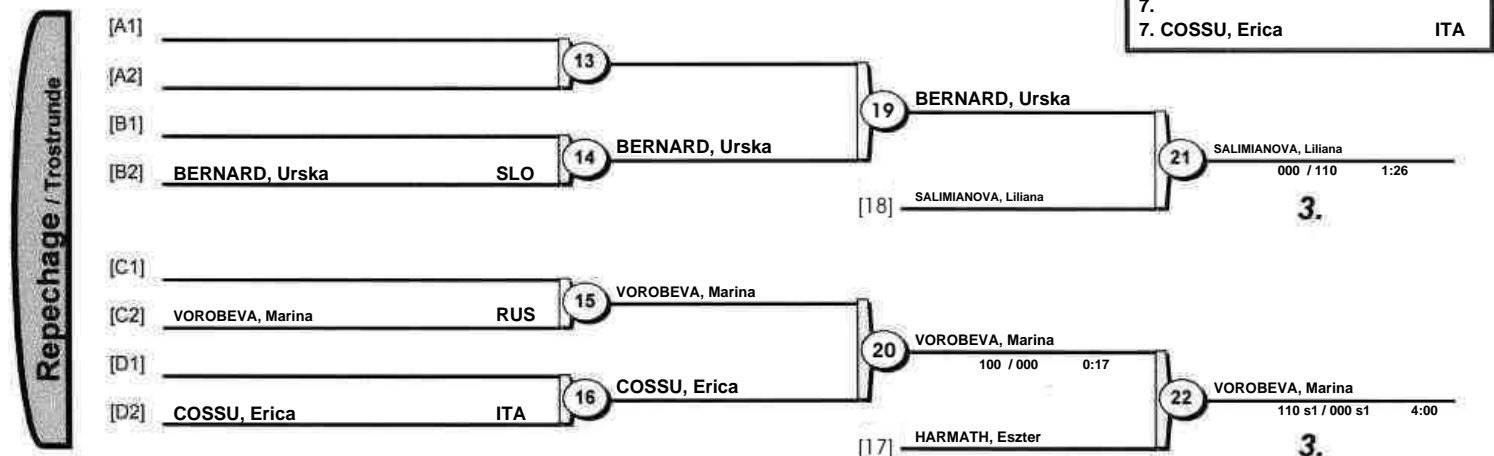 7.
7. COSSU, Erica ITA
Repechage / Trostrunde
[A1]
[A2]
13
[B1]
[B2] BERNARD, Urska SLO
14
BERNARD, Urska
19
BERNARD, Urska
[18] SALIMIANOVA, Liliana
21
SALIMIANOVA, Liliana
000 / 110 1:26
3.
[C1]
[C2] VOROBEVA, Marina RUS
15
VOROBEVA, Marina
[D1]
[D2] COSSU, Erica ITA
16
COSSU, Erica
20
VOROBEVA, Marina
100 / 000 0:17
[17] HARMATH, Eszter
22
VOROBEVA, Marina
110 s1 / 000 s1 4:00
3.